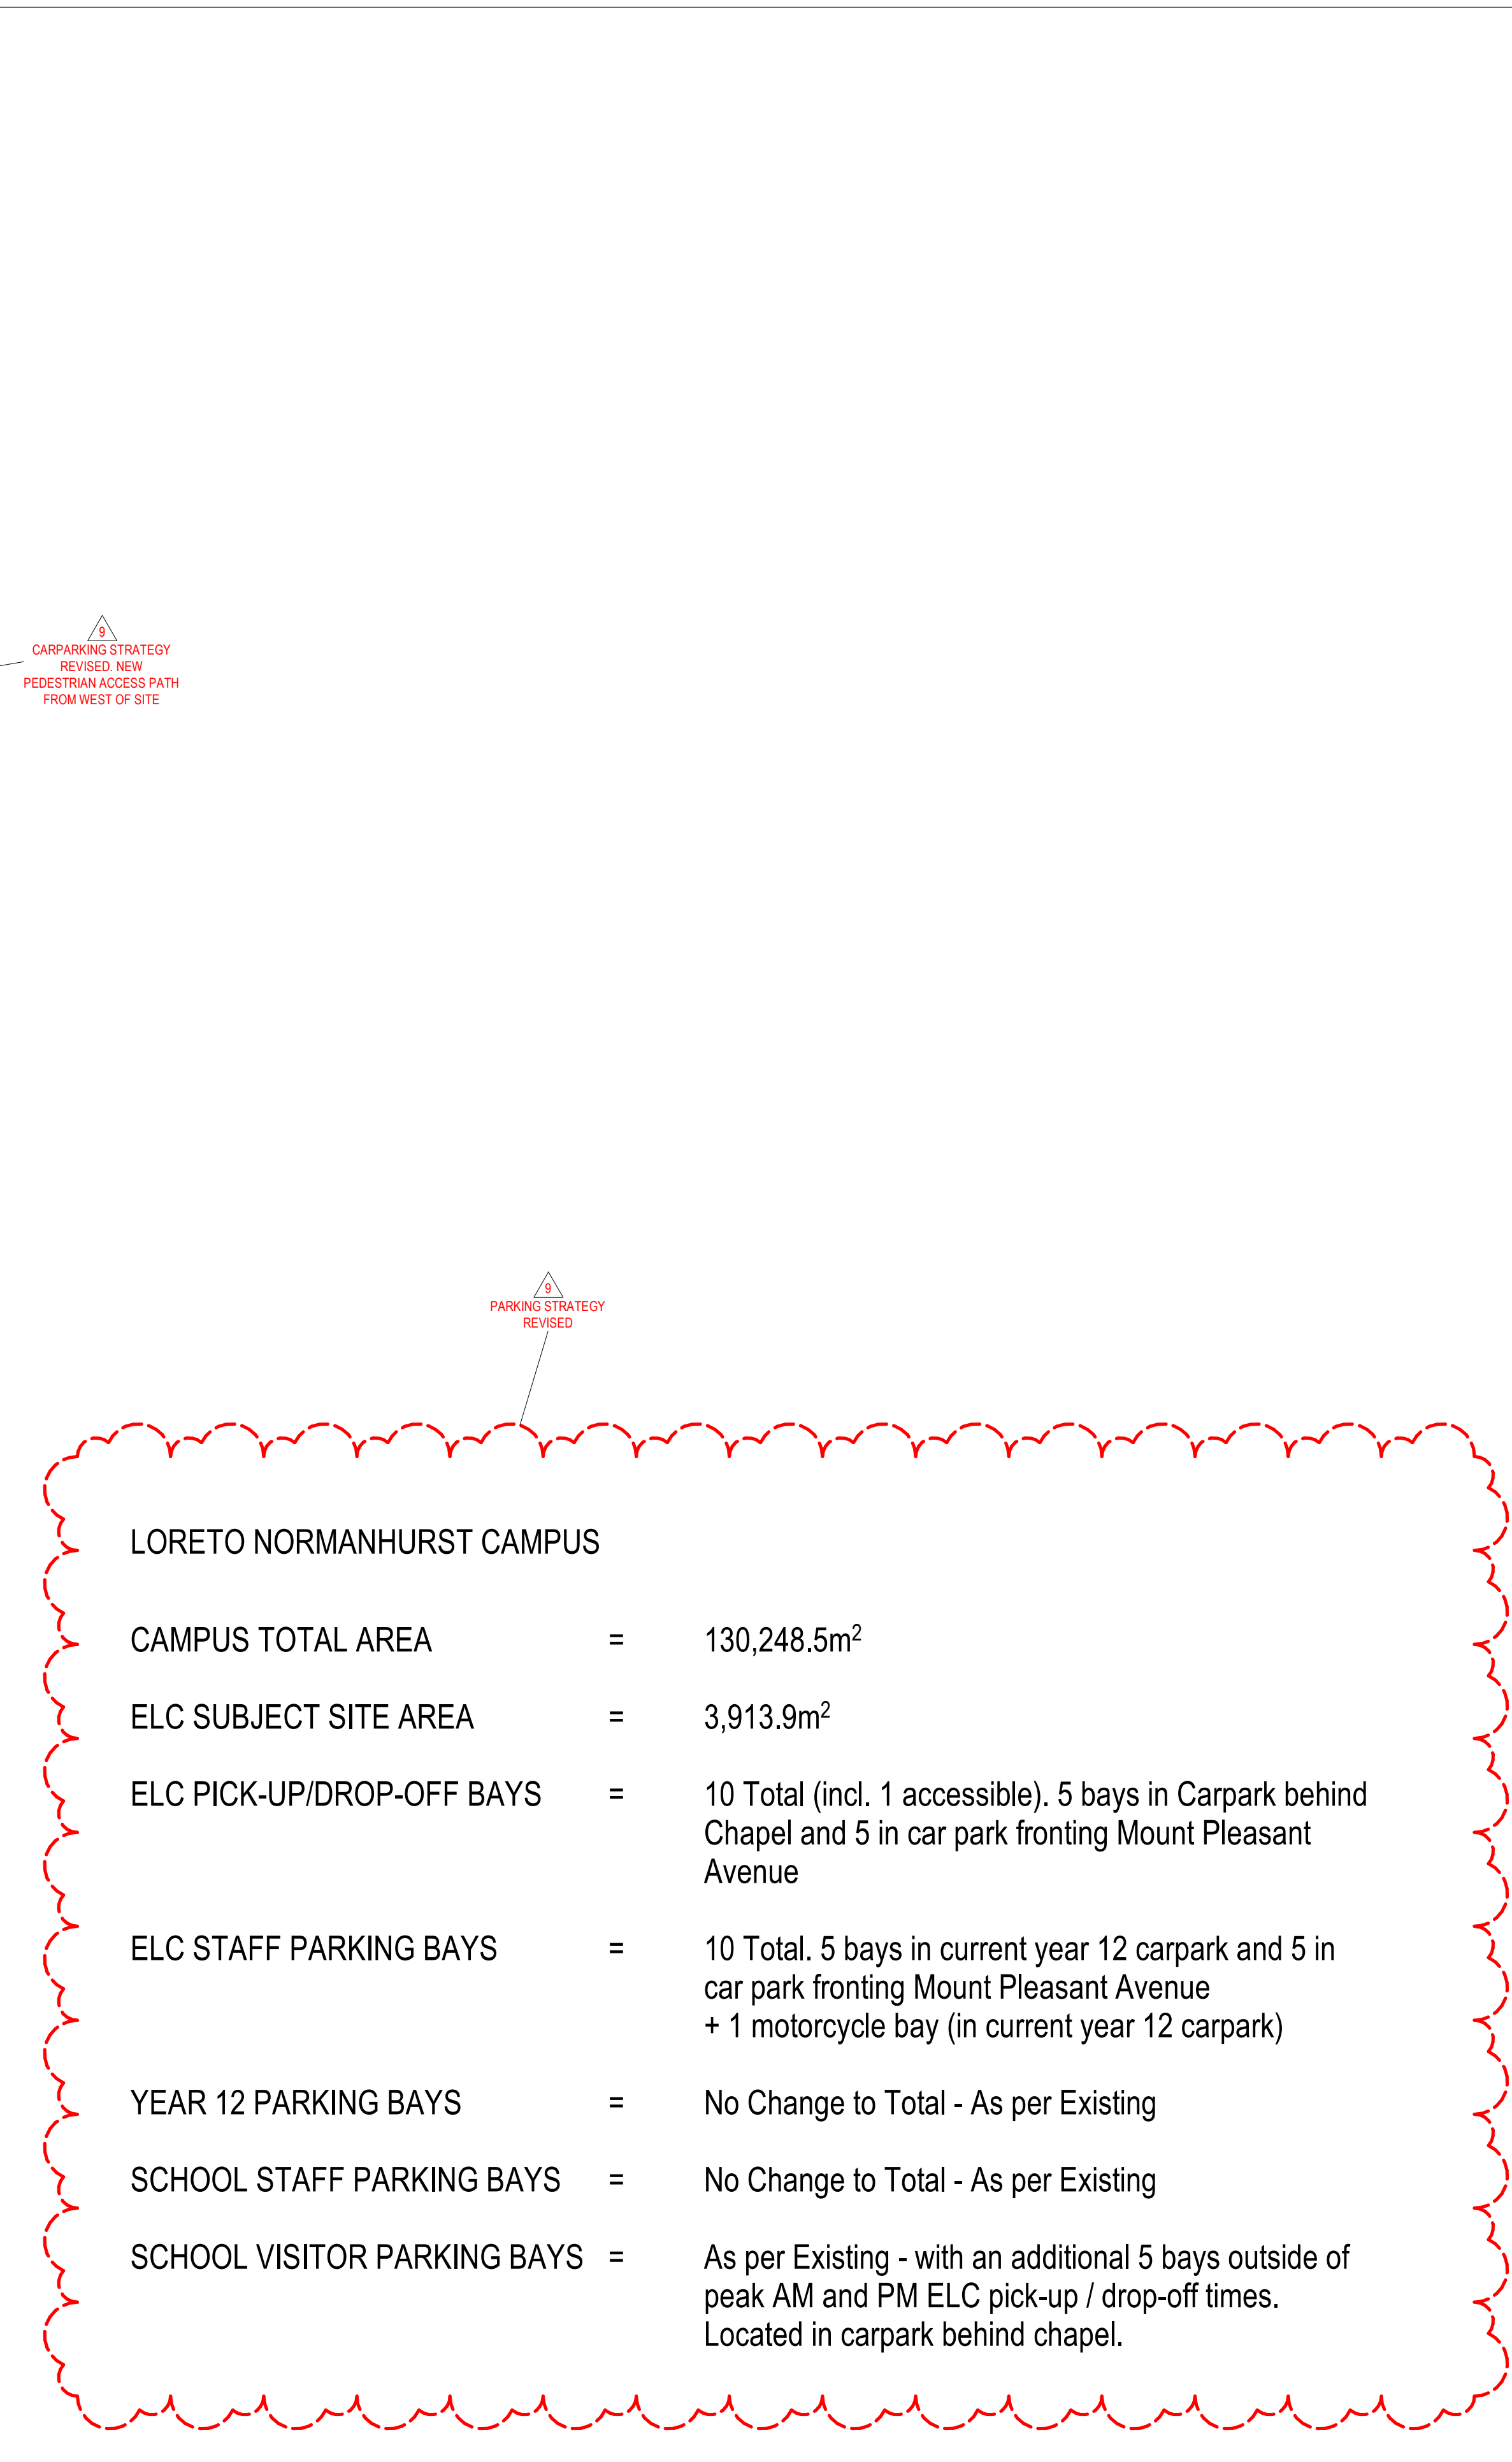 9
CARPARKING STRATEGY
REVISED. NEW
PEDESTRIAN ACCESS PATH
FROM WEST OF SITE
9
PARKING STRATEGY
REVISED
LORETO NORMANHURST CAMPUS
CAMPUS TOTAL AREA = 130,248.5m²
ELC SUBJECT SITE AREA = 3,913.9m²
ELC PICK-UP/DROP-OFF BAYS = 10 Total (incl. 1 accessible). 5 bays in Carpark behind
Chapel and 5 in car park fronting Mount Pleasant
Avenue
ELC STAFF PARKING BAYS = 10 Total. 5 bays in current year 12 carpark and 5 in
car park fronting Mount Pleasant Avenue
+ 1 motorcycle bay (in current year 12 carpark)
YEAR 12 PARKING BAYS = No Change to Total - As per Existing
SCHOOL STAFF PARKING BAYS = No Change to Total - As per Existing
SCHOOL VISITOR PARKING BAYS = As per Existing - with an additional 5 bays outside of
peak AM and PM ELC pick-up / drop-off times.
Located in carpark behind chapel.